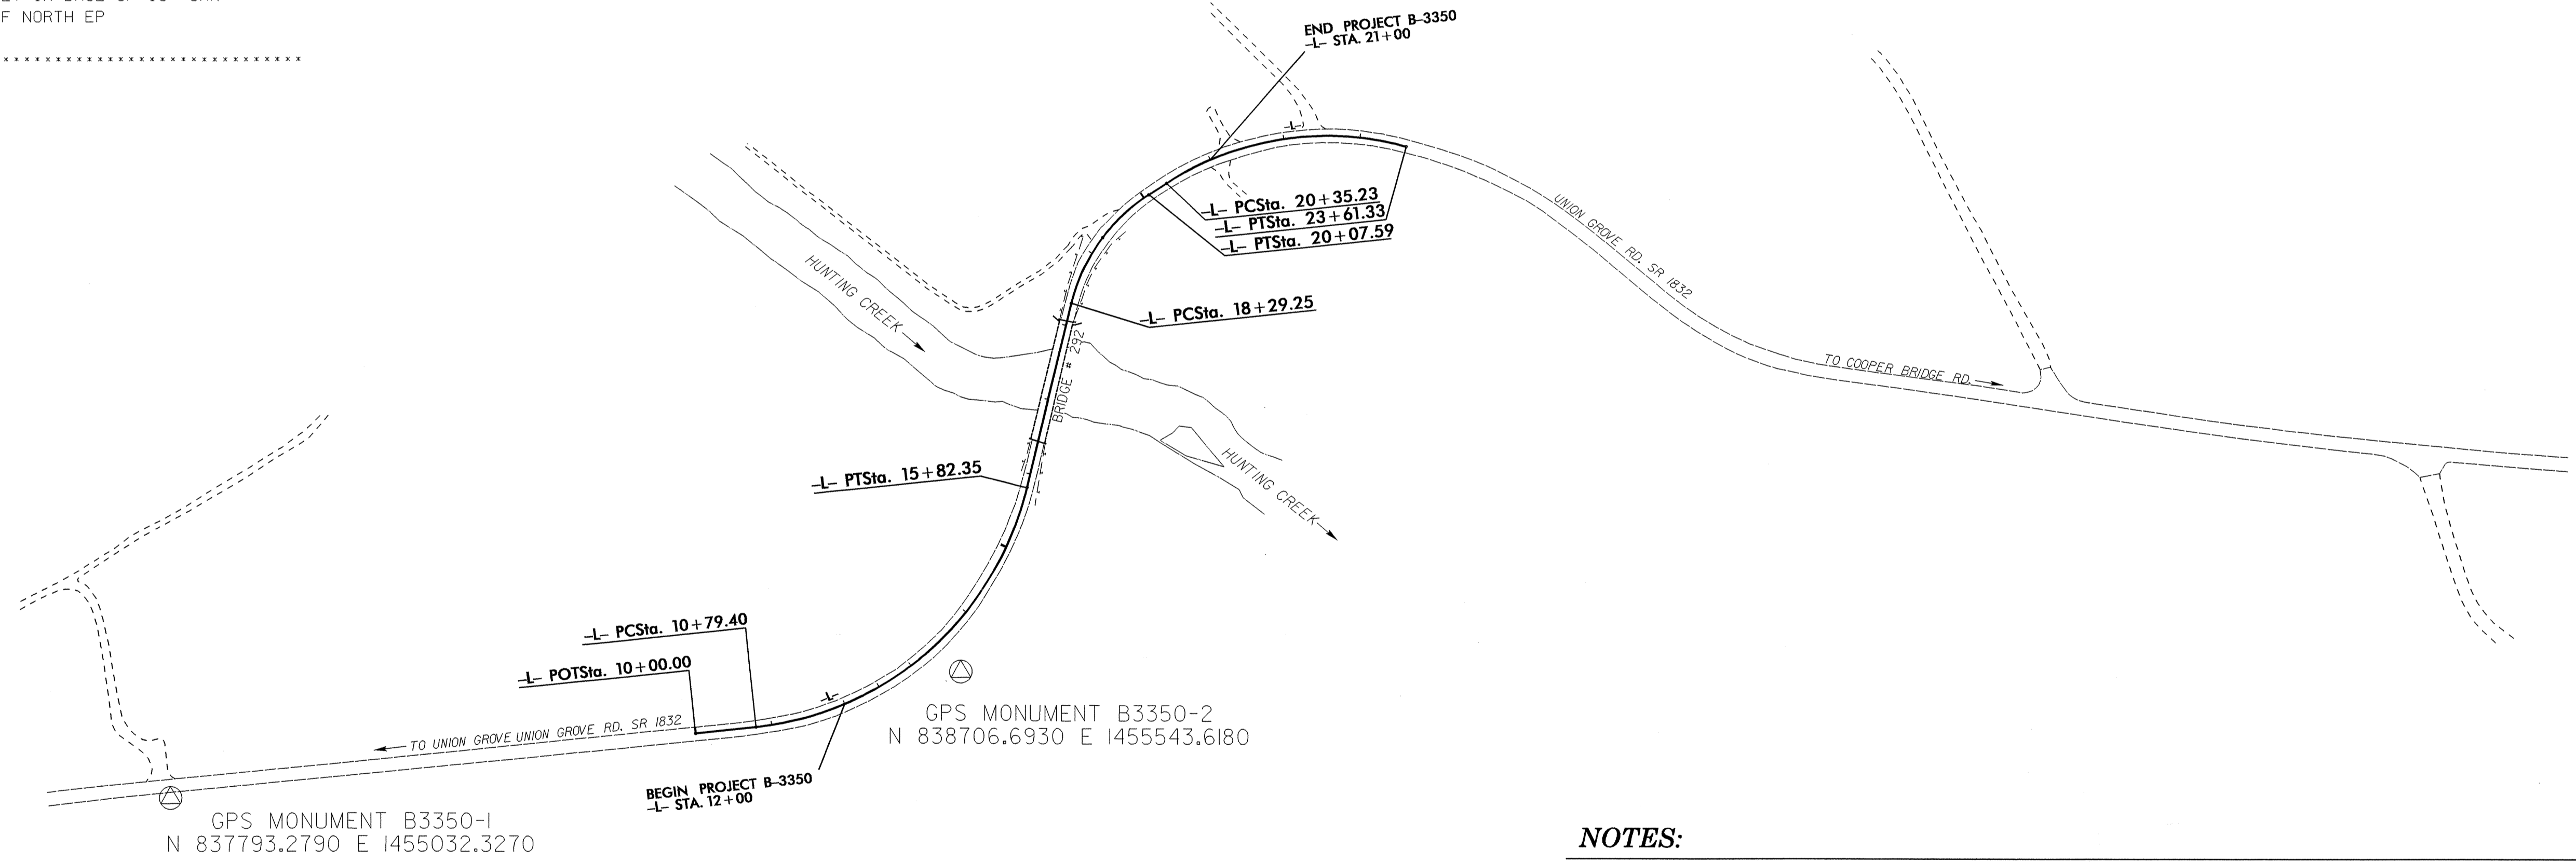 F NORTH EP
END PROJECT B-3350
-L- STA. 21+00
-L-
-L- PCSta. 20+35.23
-L- PTSta. 23+61.33
-L- PTSta. 20+07.59
UNION GROVE RD. SR 1832
HUNTING CREEK
-L- PCSta. 18+29.25
BRIDGE # 292
TO COOPER BRIDGE RD.
-L- PTSta. 15+82.35
HUNTING CREEK
-L- PCSta. 10+79.40
-L- POTSta. 10+00.00
-L-
TO UNION GROVE UNION GROVE RD. SR 1832
GPS MONUMENT B3350-2
N 838706.6930 E 1455543.6180
BEGIN PROJECT B-3350
-L- STA. 12+00
GPS MONUMENT B3350-1
N 837793.2790 E 1455032.3270
NOTES: